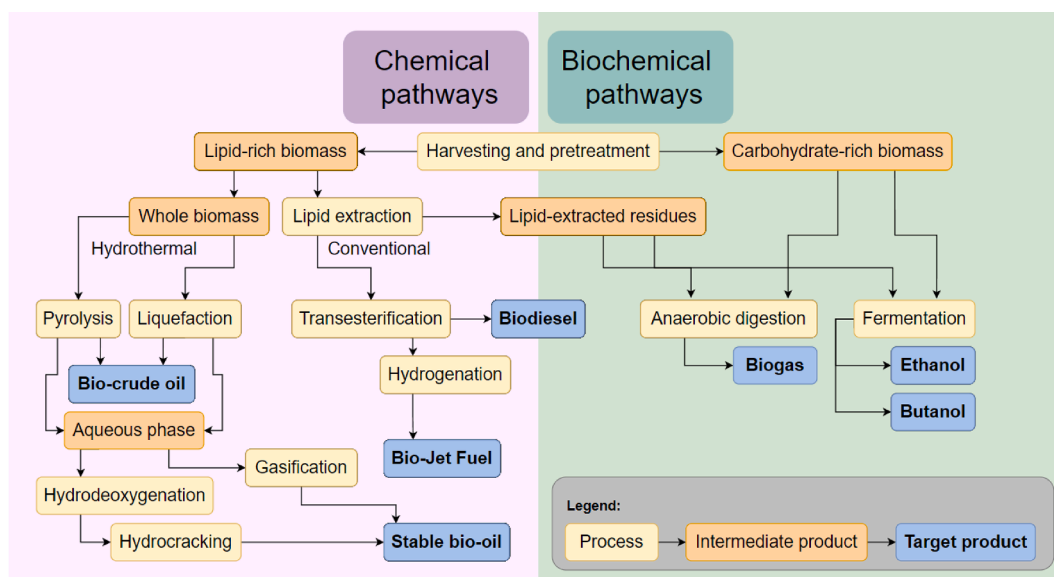 Chemical
pathways
Biochemical
pathways
Lipid-rich biomass
Harvesting and pretreatment
Carbohydrate-rich biomass
Whole biomass
Lipid extraction
Lipid-extracted residues
Hydrothermal
Conventional
Pyrolysis
Liquefaction
Transesterification
Biodiesel
Anaerobic digestion
Fermentation
Bio-crude oil
Hydrogenation
Biogas
Ethanol
Butanol
Aqueous phase
Gasification
Bio-Jet Fuel
Hydrodeoxygenation
Hydrocracking
Stable bio-oil
Legend:
Process
Intermediate product
Target product